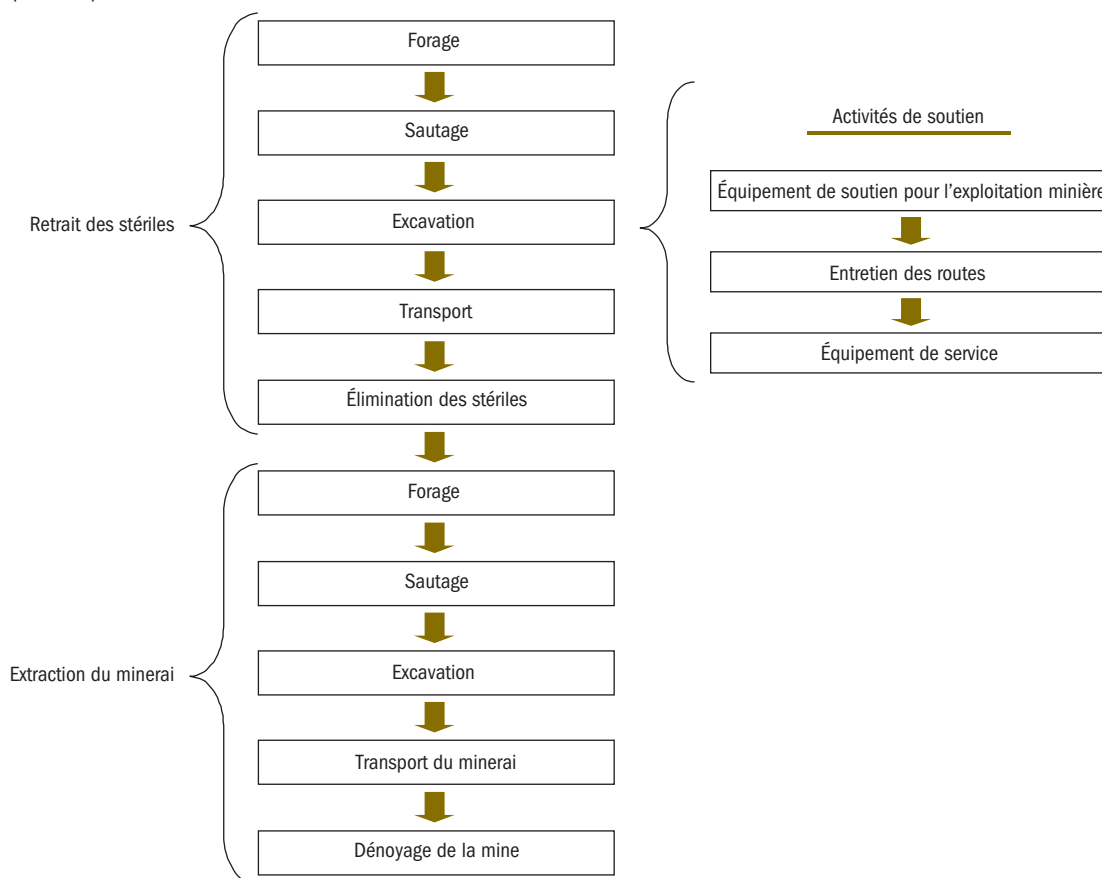 Forage
Sautage
Retrait des stériles
Excavation
Transport
Élimination des stériles
Activités de soutien
Équipement de soutien pour l'exploitation minière
Entretien des routes
Équipement de service
Forage
Sautage
Extraction du minerai
Excavation
Transport du minerai
Dénoyage de la mine